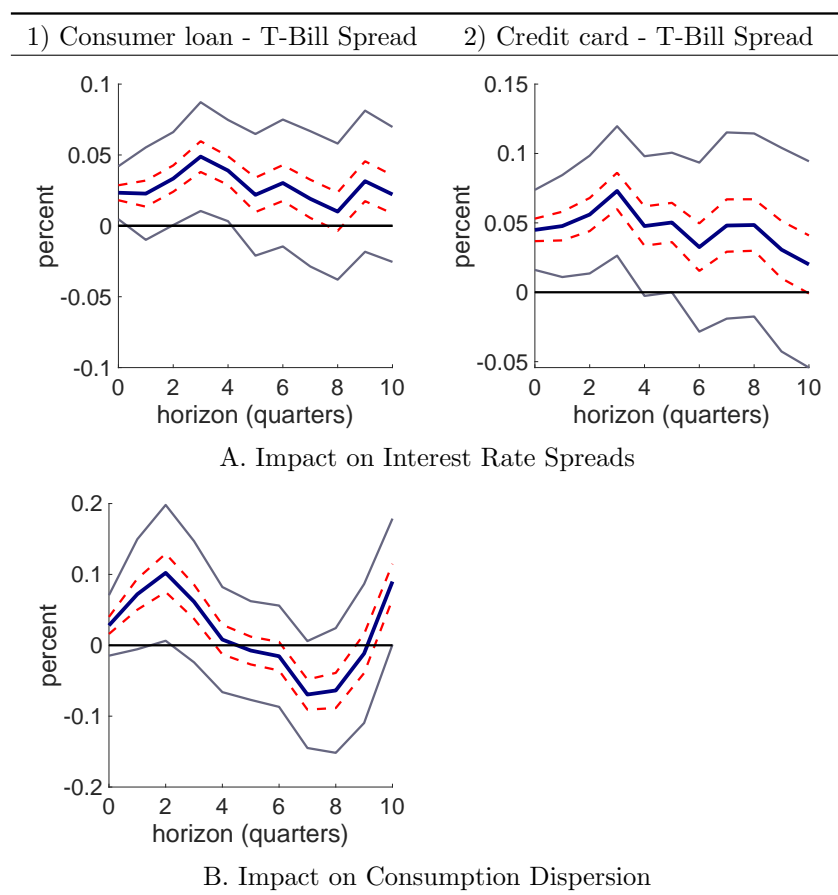 1) Consumer loan - T-Bill Spread 2) Credit card - T-Bill Spread
0.1
0.05
0
-0.05
-0.1
percent
0 2 4 6 8 10
horizon (quarters)
0.15
0.1
0.05
0
-0.05
percent
0 2 4 6 8 10
horizon (quarters)
A. Impact on Interest Rate Spreads
0.2
0.1
0
-0.1
-0.2
percent
0 2 4 6 8 10
horizon (quarters)
B. Impact on Consumption Dispersion